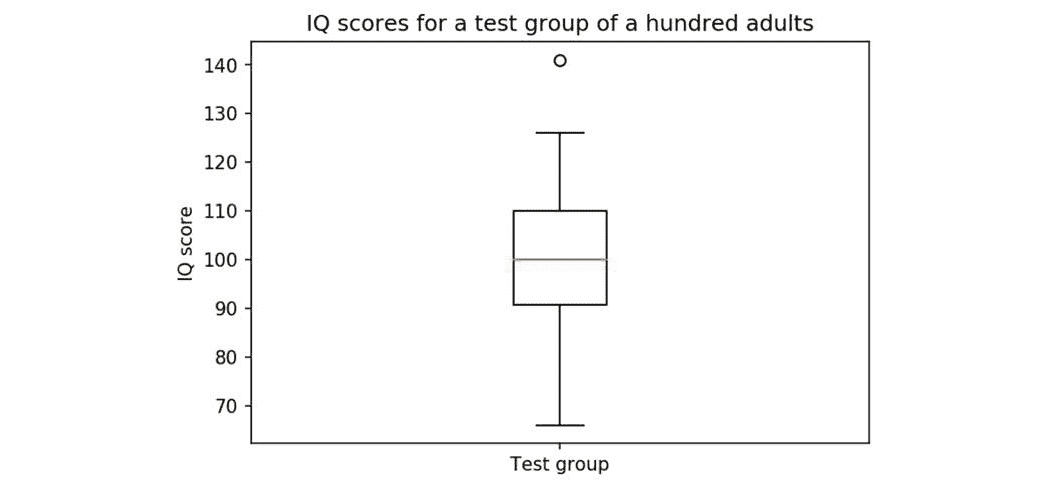 IQ scores for a test group of a hundred adults
140
130
120
110
100
90
80
70
IQ score
Test group